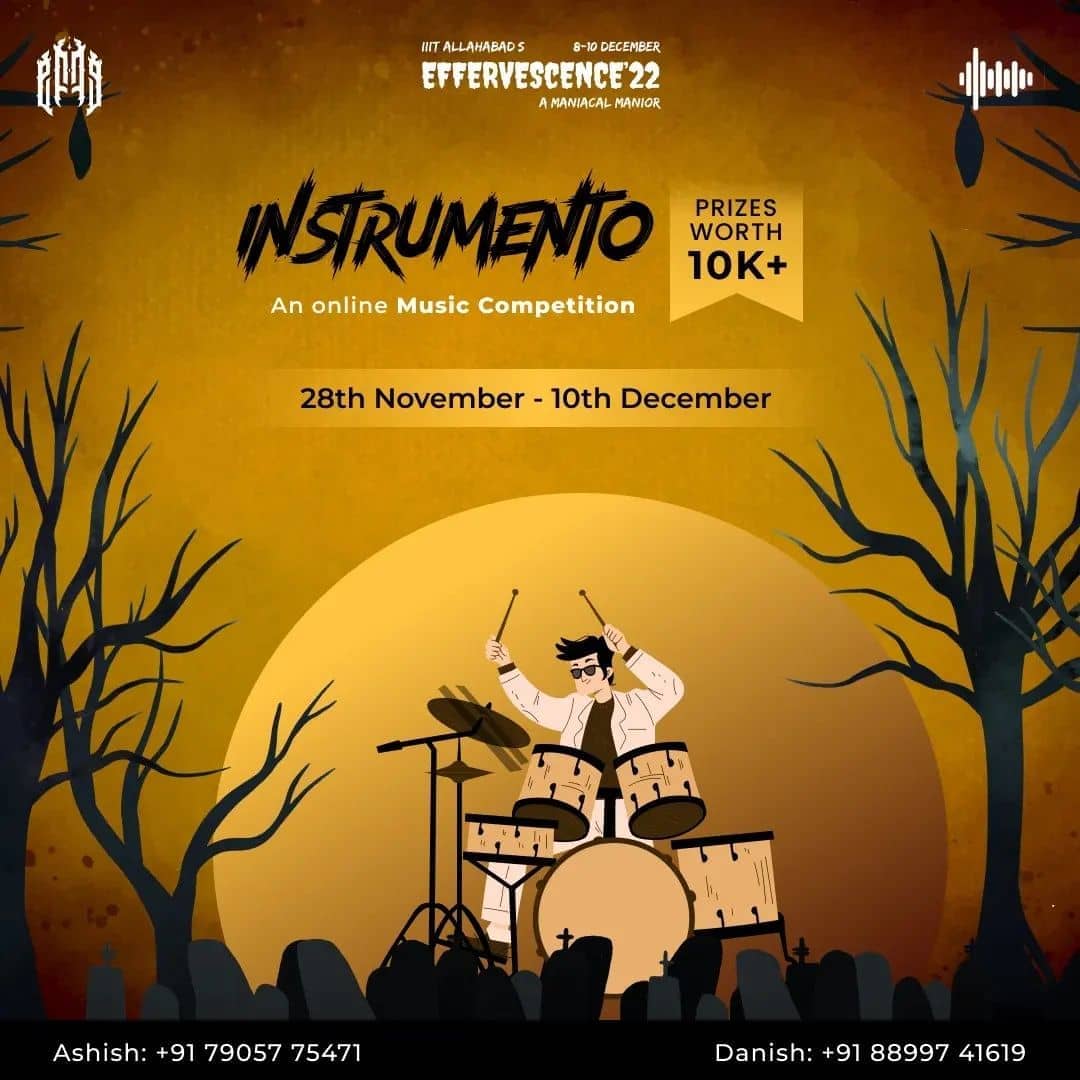 IIIT ALLAHABAD S 8-10 DECEMBER
EFFERVESCENCE'22
A MANIACAL MANIOR
INSTRUMENTO
PRIZES
WORTH
10K+
An online Music Competition
28th November - 10th December
Ashish: +91 79057 75471
Danish: +91 88997 41619